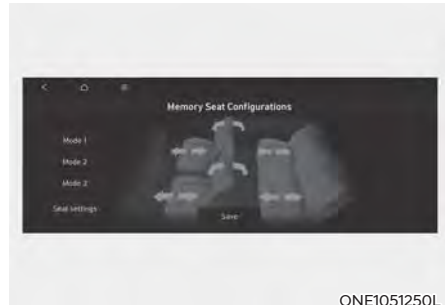 Memory Seat Configurations
Mode 1
Mode 2
Mode 3
Seat settings
Save
ONE1051250L